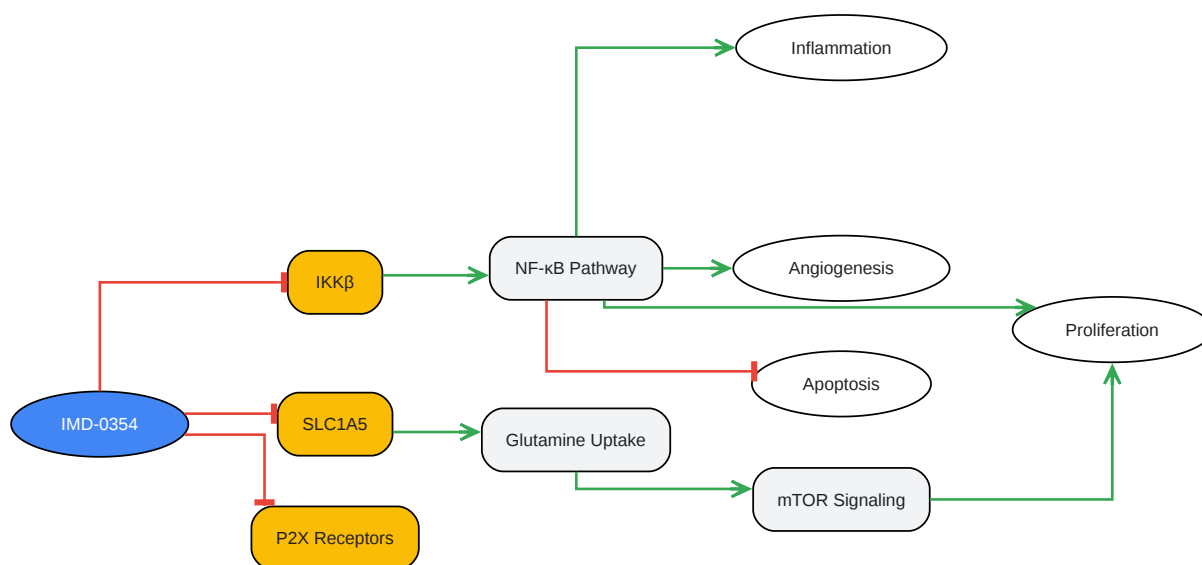 Inflammation
IKKβ
NF-κB Pathway
Angiogenesis
Proliferation
Apoptosis
IMD-0354
SLC1A5
Glutamine Uptake
mTOR Signaling
P2X Receptors